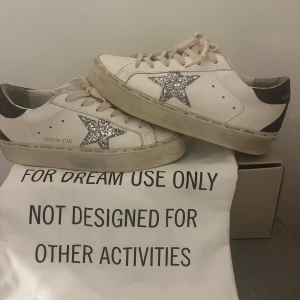 FOR DREAM USE ONLY
NOT DESIGNED FOR
OTHER ACTIVITIES